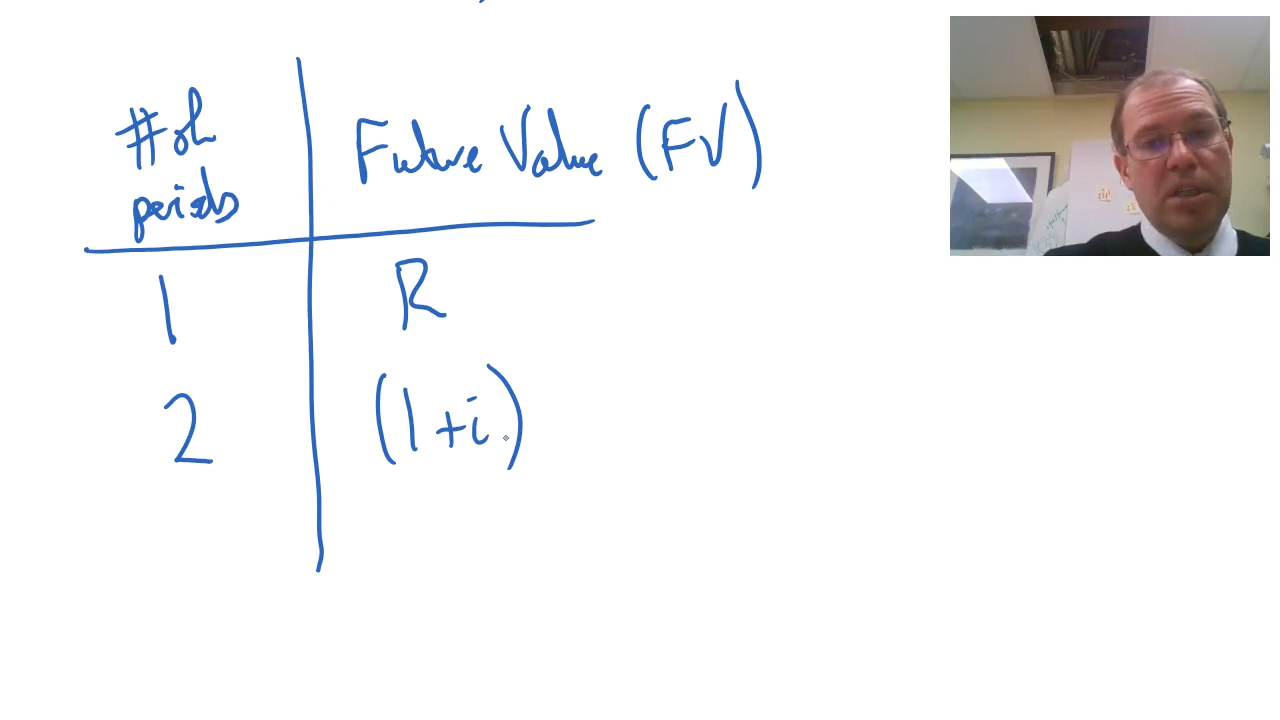 # of periods | Future Value (FV)
1 | R
2 | (1+i)